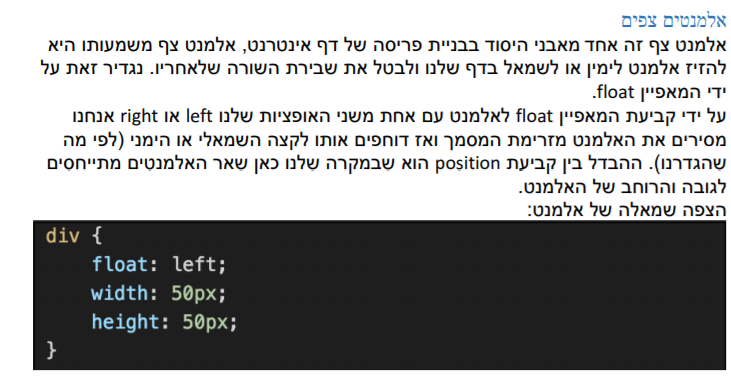 אלמנטים צפים
אלמנט צף זה אחד מאבני היסוד בבניית פריסה של דף אינטרנט, אלמנט צף משמעותו היא
להזיז אלמנט לימין או לשמאל בדף שלנו ולבטל את שבירת השורה שלאחריו. נגדיר זאת על
ידי המאפיין float.
על ידי קביעת המאפיין float לאלמנט עם אחת משני האופציות שלנו left או right אנחנו
מסירים את האלמנט מזרימת המסמך ואז דוחפים אותו לקצה השמאלי או הימני (לפי מה
שהגדרנו). ההבדל בין קביעת position הוא שבמקרה שלנו כאן שאר האלמנטים מתייחסים
לגובה והרוחב של האלמנט.
הצפה שמאלה של אלמנט:
div {
    float: left;
    width: 50px;
    height: 50px;
}